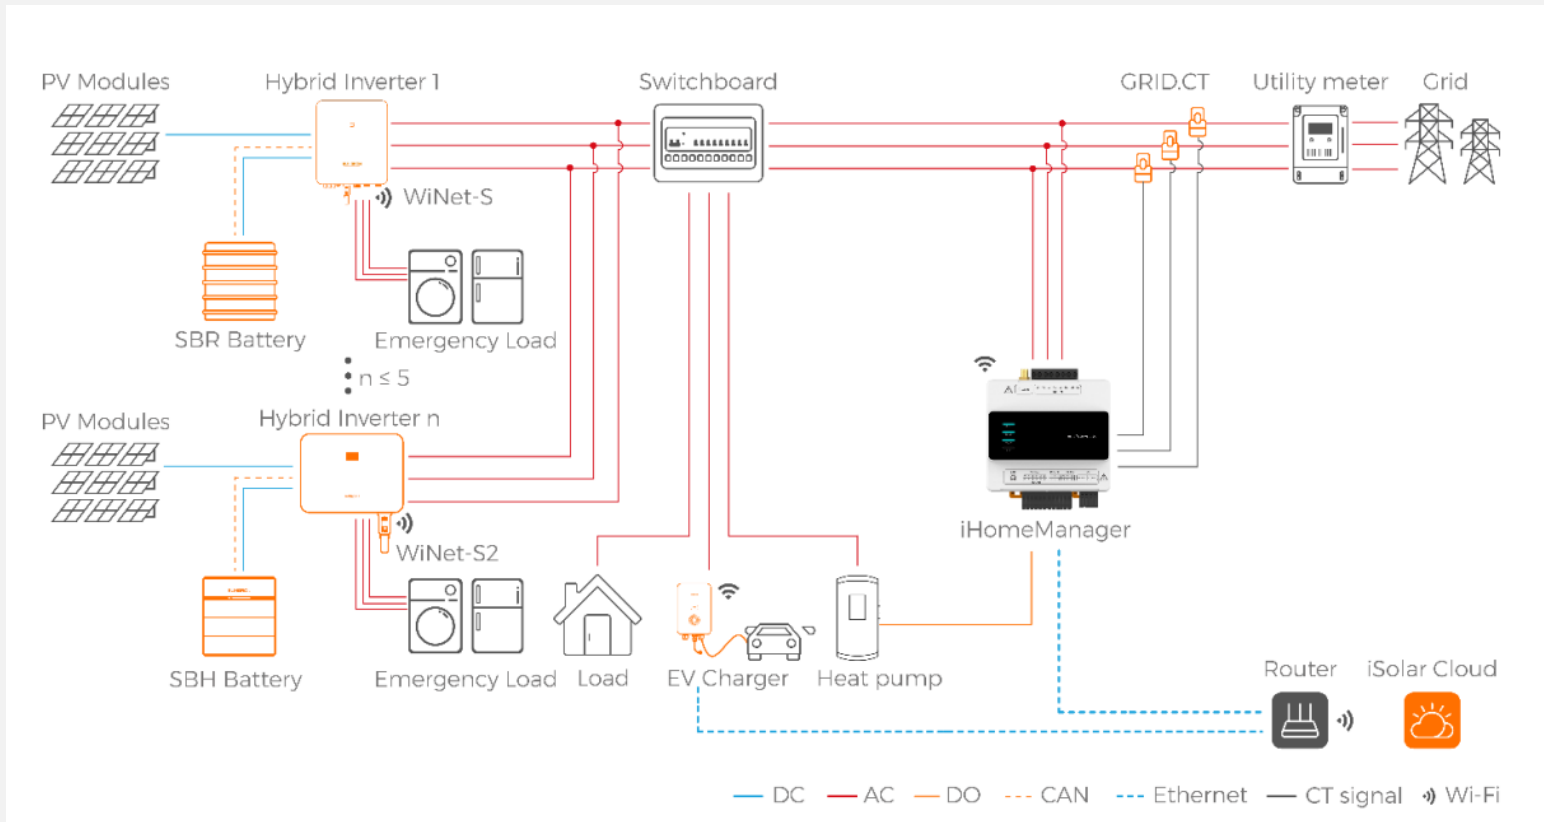 PV Modules
Hybrid Inverter 1
Switchboard
GRID.CT
Utility meter
Grid
WiNet-S
SBR Battery
Emergency Load
n ≤ 5
PV Modules
Hybrid Inverter n
WiNet-S2
iHomeManager
SBH Battery
Emergency Load
Load
EV Charger
Heat pump
Router
iSolar Cloud
DC
AC
DO
CAN
Ethernet
CT signal
Wi-Fi